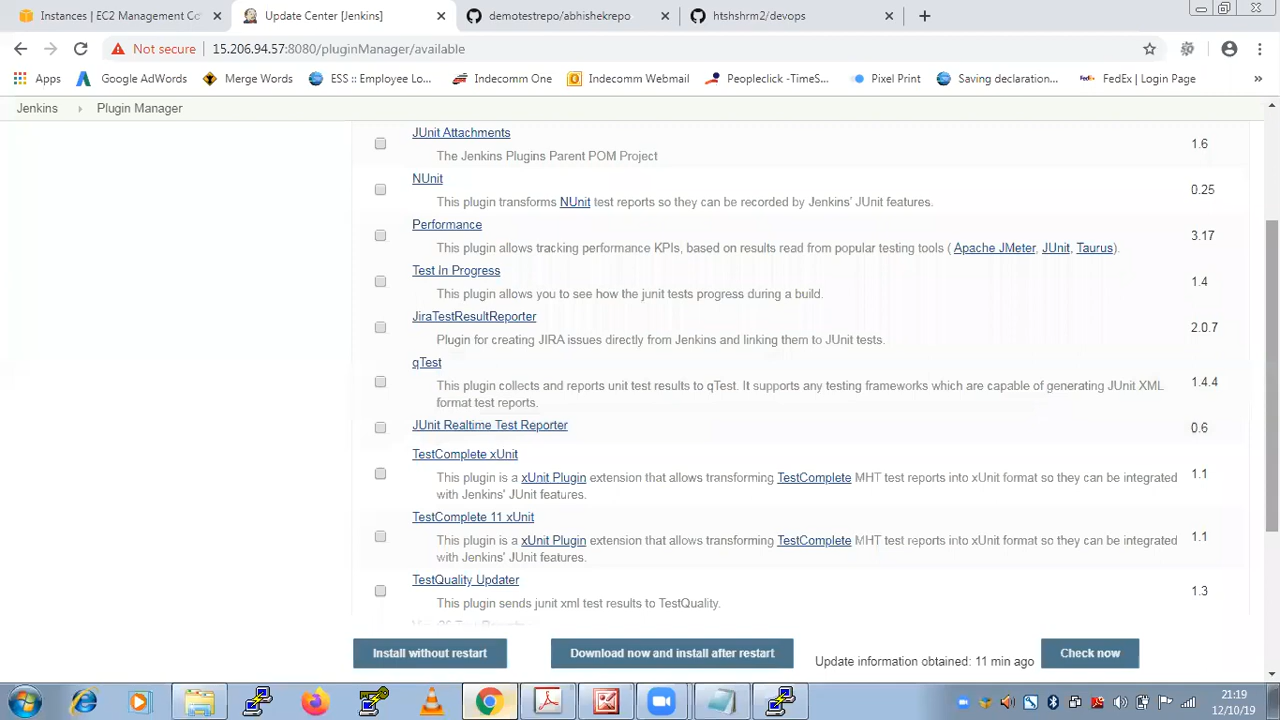 Instances | EC2 Management Co
Update Center [Jenkins]
demotestrepo/abhishekrepo
htshshrm2/devops
Not secure
15.206.94.57:8080/pluginManager/available
Apps
Google AdWords
Merge Words
ESS :: Employee Lo...
Indecomm One
Indecomm Webmail
Peopleclick -TimeS...
Pixel Print
Saving declaration...
FedEx | Login Page
»
Jenkins
Plugin Manager
JUnit Attachments
The Jenkins Plugins Parent POM Project
1.6
NUnit
This plugin transforms NUnit test reports so they can be recorded by Jenkins' JUnit features.
0.25
Performance
This plugin allows tracking performance KPIs, based on results read from popular testing tools ( Apache JMeter, JUnit, Taurus).
3.17
Test In Progress
This plugin allows you to see how the junit tests progress during a build.
1.4
JiraTestResultReporter
Plugin for creating JIRA issues directly from Jenkins and linking them to JUnit tests.
2.0.7
qTest
This plugin collects and reports unit test results to qTest. It supports any testing frameworks which are capable of generating JUnit XML
format test reports.
1.4.4
JUnit Realtime Test Reporter
0.6
TestComplete xUnit
This plugin is a xUnit Plugin extension that allows transforming TestComplete MHT test reports into xUnit format so they can be integrated
with Jenkins' JUnit features.
1.1
TestComplete 11 xUnit
This plugin is a xUnit Plugin extension that allows transforming TestComplete MHT test reports into xUnit format so they can be integrated
with Jenkins' JUnit features.
1.1
TestQuality Updater
This plugin sends junit xml test results to TestQuality.
1.3
Install without restart
Download now and install after restart
Update information obtained: 11 min ago
Check now
21:19
12/10/19